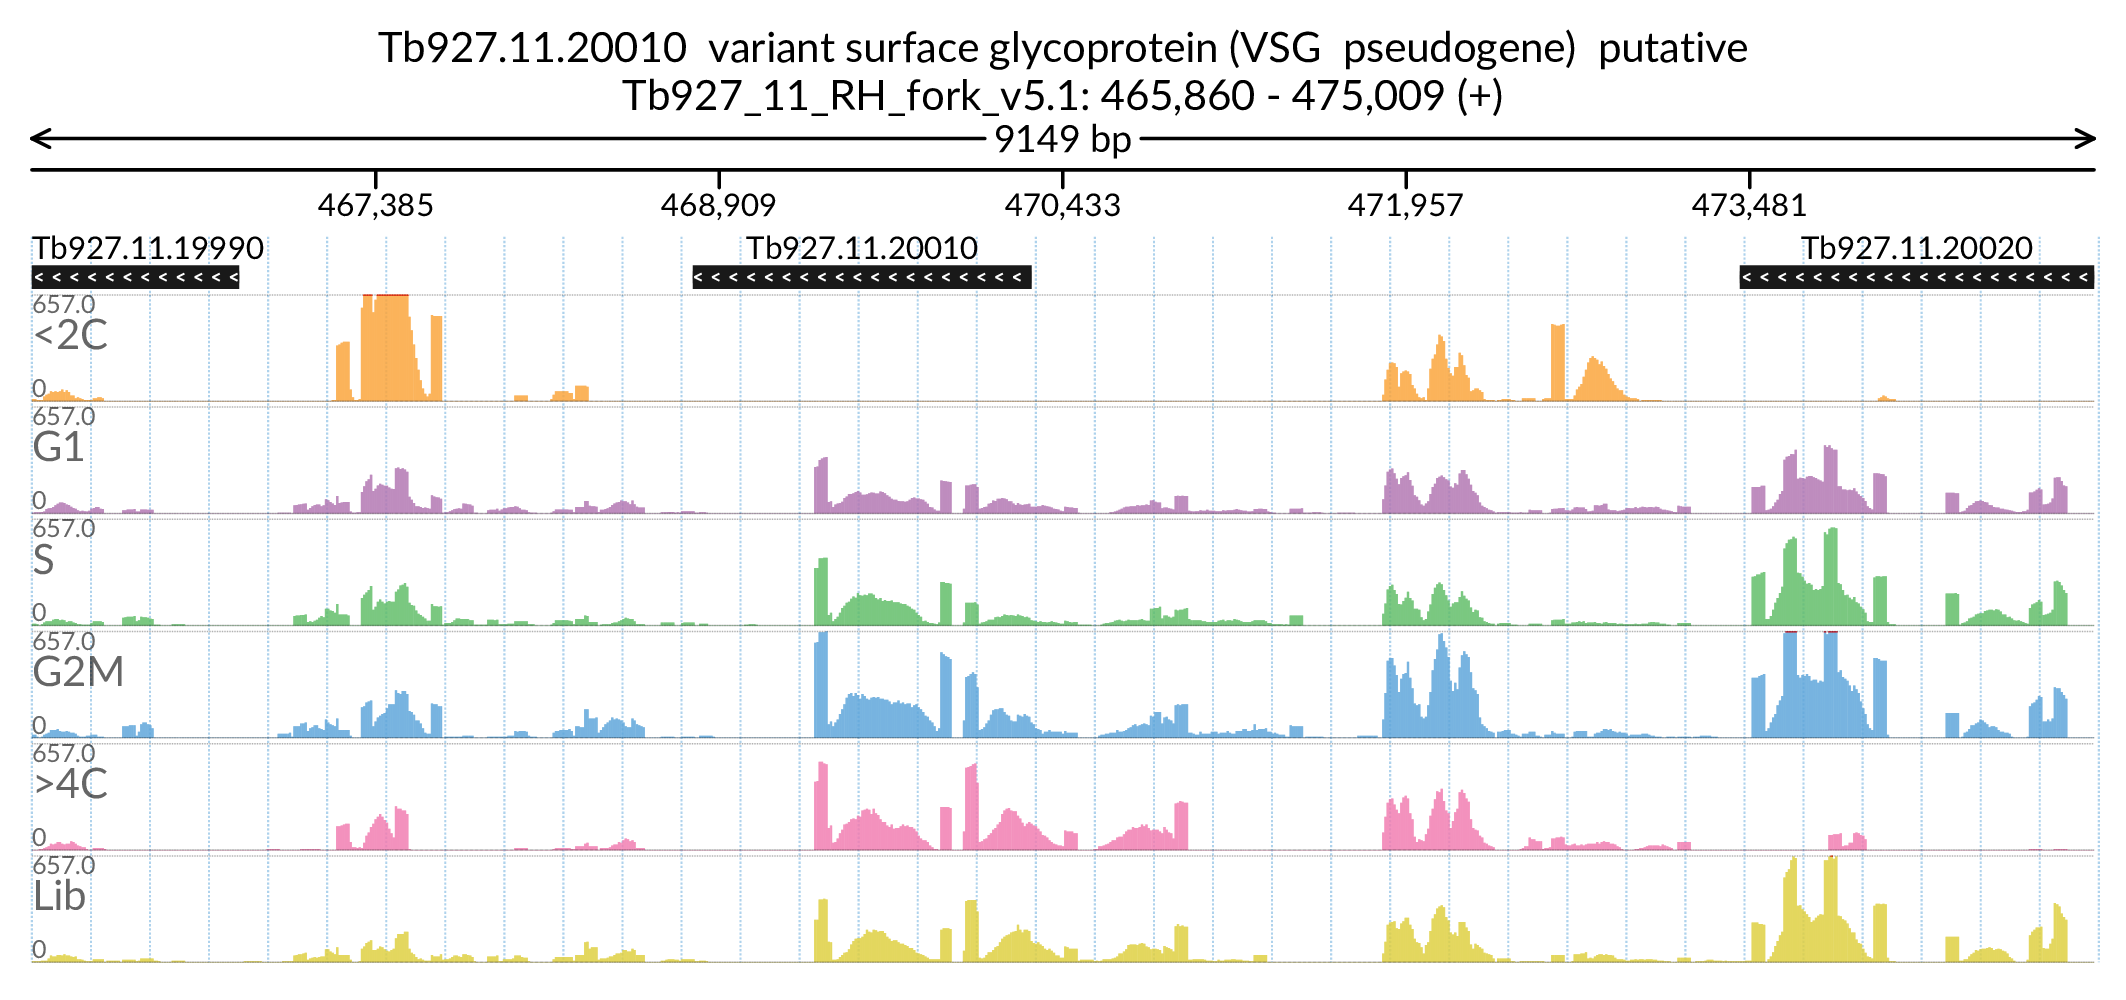 Tb927.11.20010  variant surface glycoprotein (VSG  pseudogene)  putative
Tb927_11_RH_fork_v5.1: 465,860 - 475,009 (+)
9149 bp
467,385 468,909 470,433 471,957 473,481
Tb927.11.19990 Tb927.11.20010 Tb927.11.20020
657.0
<2C
0
657.0
G1
0
657.0
S
0
657.0
G2M
0
657.0
>4C
0
657.0
Lib
0